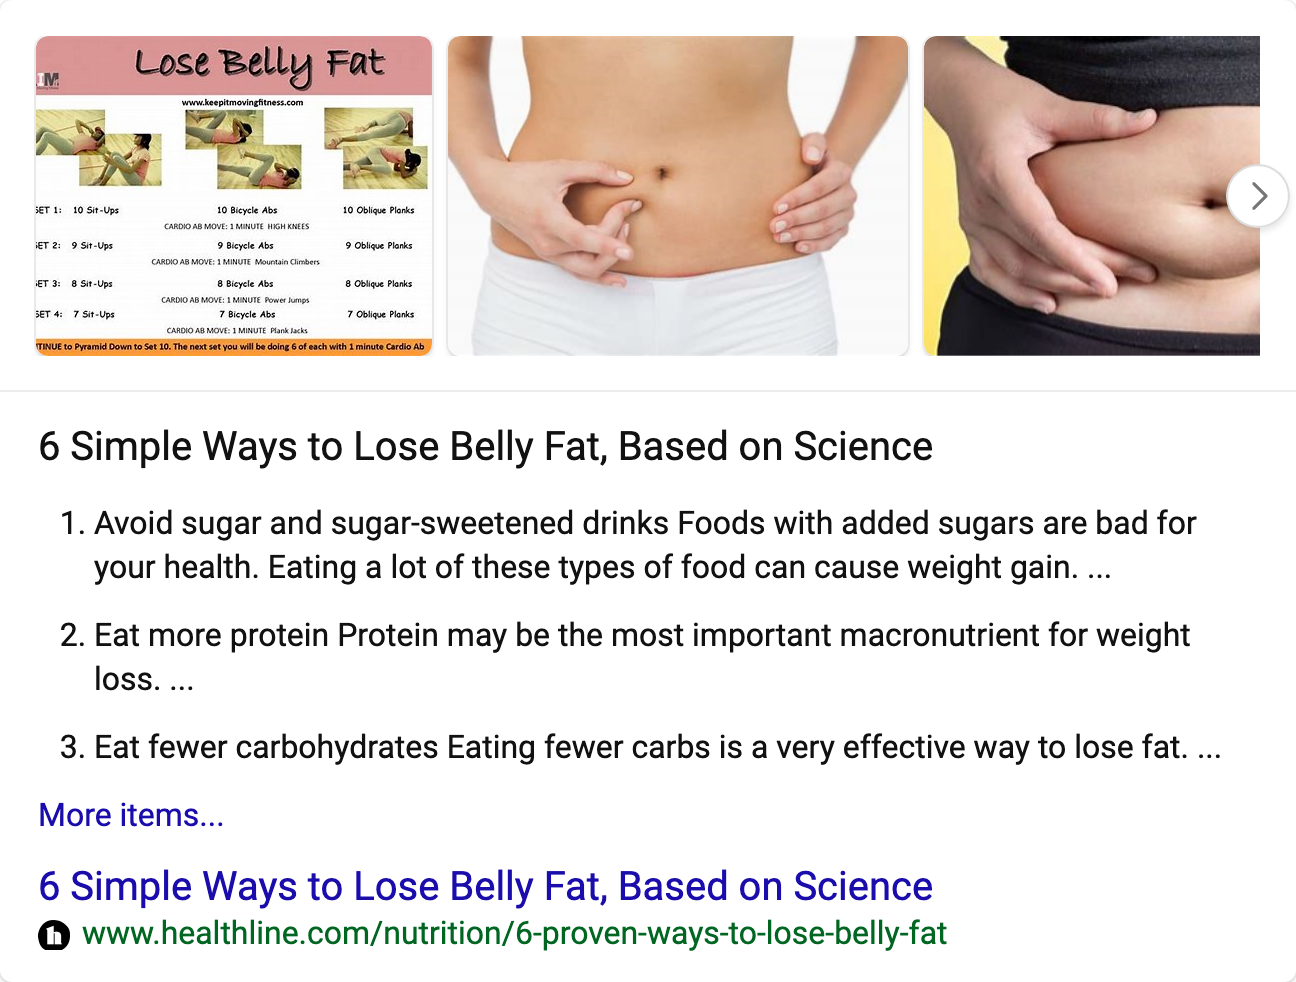 Lose Belly Fat
IM
www.keepitmovingfitness.com
SET 1: 10 Sit-Ups 10 Bicycle Abs 10 Oblique Planks
CARDIO AB MOVE: 1 MINUTE HIGH KNEES
SET 2: 9 Sit-Ups 9 Bicycle Abs 9 Oblique Planks
CARDIO AB MOVE: 1 MINUTE Mountain Climbers
SET 3: 8 Sit-Ups 8 Bicycle Abs 8 Oblique Planks
CARDIO AB MOVE: 1 MINUTE Power Jumps
SET 4: 7 Sit-Ups 7 Bicycle Abs 7 Oblique Planks
CARDIO AB MOVE: 1 MINUTE Plank Jacks
TINUE to Pyramid Down to Set 10. The next set you will be doing 6 of each with 1 minute Cardio Ab
6 Simple Ways to Lose Belly Fat, Based on Science
1. Avoid sugar and sugar-sweetened drinks Foods with added sugars are bad for
your health. Eating a lot of these types of food can cause weight gain. ...
2. Eat more protein Protein may be the most important macronutrient for weight
loss. ...
3. Eat fewer carbohydrates Eating fewer carbs is a very effective way to lose fat. ...
More items...
6 Simple Ways to Lose Belly Fat, Based on Science
h www.healthline.com/nutrition/6-proven-ways-to-lose-belly-fat